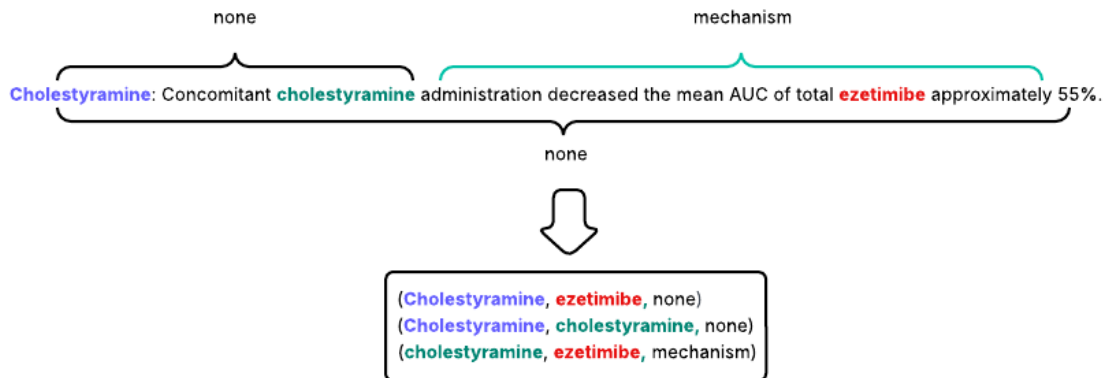 none mechanism
Cholestyramine: Concomitant cholestyramine administration decreased the mean AUC of total ezetimibe approximately 55%.
none
(Cholestyramine, ezetimibe, none)
(Cholestyramine, cholestyramine, none)
(cholestyramine, ezetimibe, mechanism)